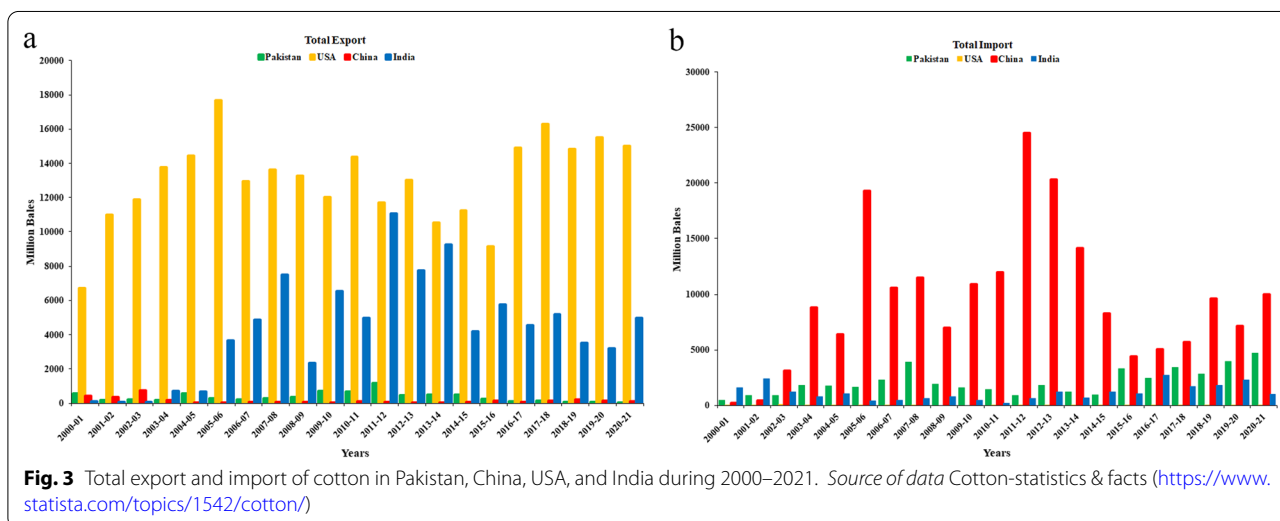 a
Total Export
Pakistan USA China India
20000
18000
16000
14000
12000
10000
8000
6000
4000
2000
0
Million Bales
2000-01 2001-02 2002-03 2003-04 2004-05 2005-06 2006-07 2007-08 2008-09 2009-10 2010-11 2011-12 2012-13 2013-14 2014-15 2015-16 2016-17 2017-18 2018-19 2019-20 2020-21
Years
b
Total Import
Pakistan USA China India
30000
25000
20000
15000
10000
5000
0
Million Bales
2000-01 2001-02 2002-03 2003-04 2004-05 2005-06 2006-07 2007-08 2008-09 2009-10 2010-11 2011-12 2012-13 2013-14 2014-15 2015-16 2016-17 2017-18 2018-19 2019-20 2020-21
Years
Fig. 3 Total export and import of cotton in Pakistan, China, USA, and India during 2000–2021. Source of data Cotton-statistics & facts (https://www.
statista.com/topics/1542/cotton/)